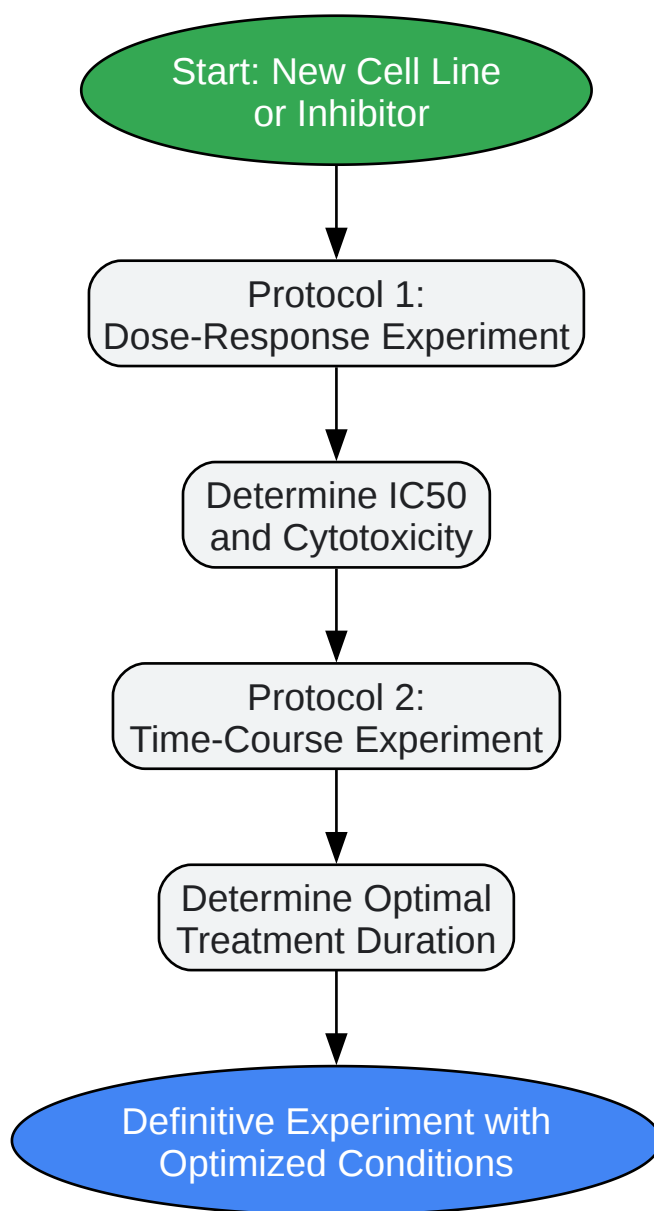 Start: New Cell Line
or Inhibitor
Protocol 1:
Dose-Response Experiment
Determine IC50
and Cytotoxicity
Protocol 2:
Time-Course Experiment
Determine Optimal
Treatment Duration
Definitive Experiment with
Optimized Conditions